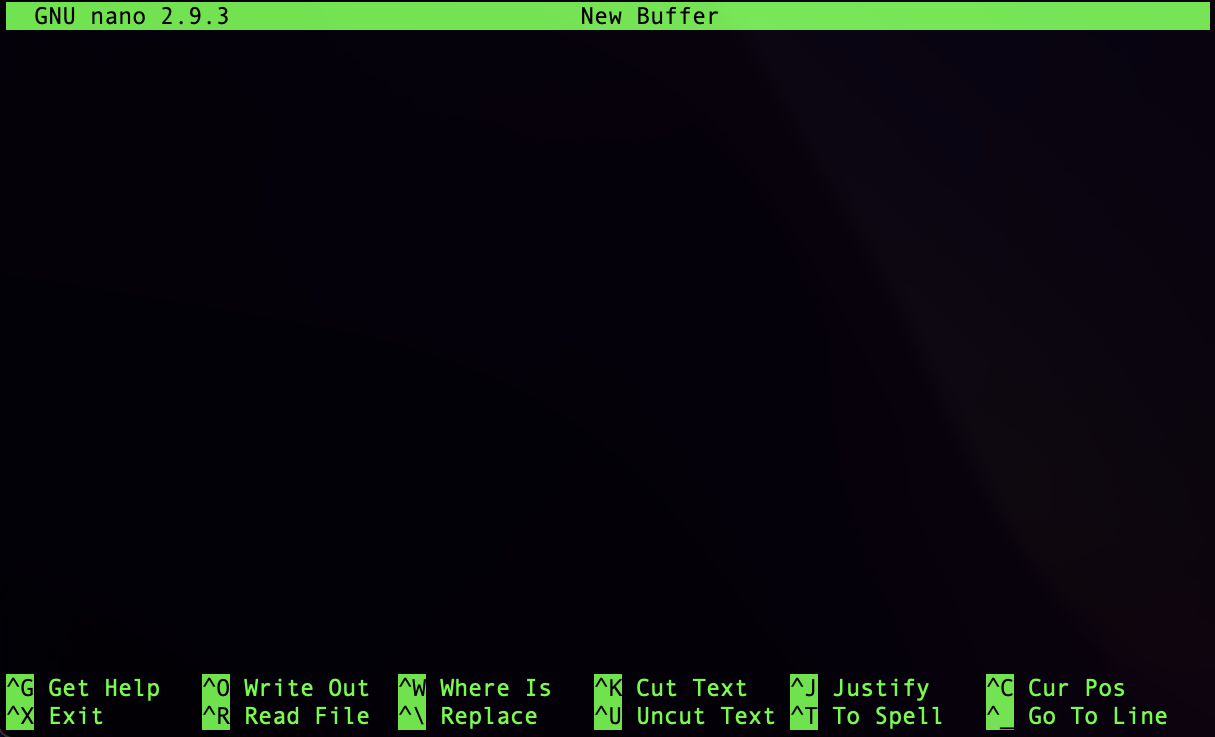 GNU nano 2.9.3 New Buffer
^G Get Help ^O Write Out ^W Where Is ^K Cut Text ^J Justify ^C Cur Pos
^X Exit ^R Read File ^\ Replace ^U Uncut Text ^T To Spell ^_ Go To Line